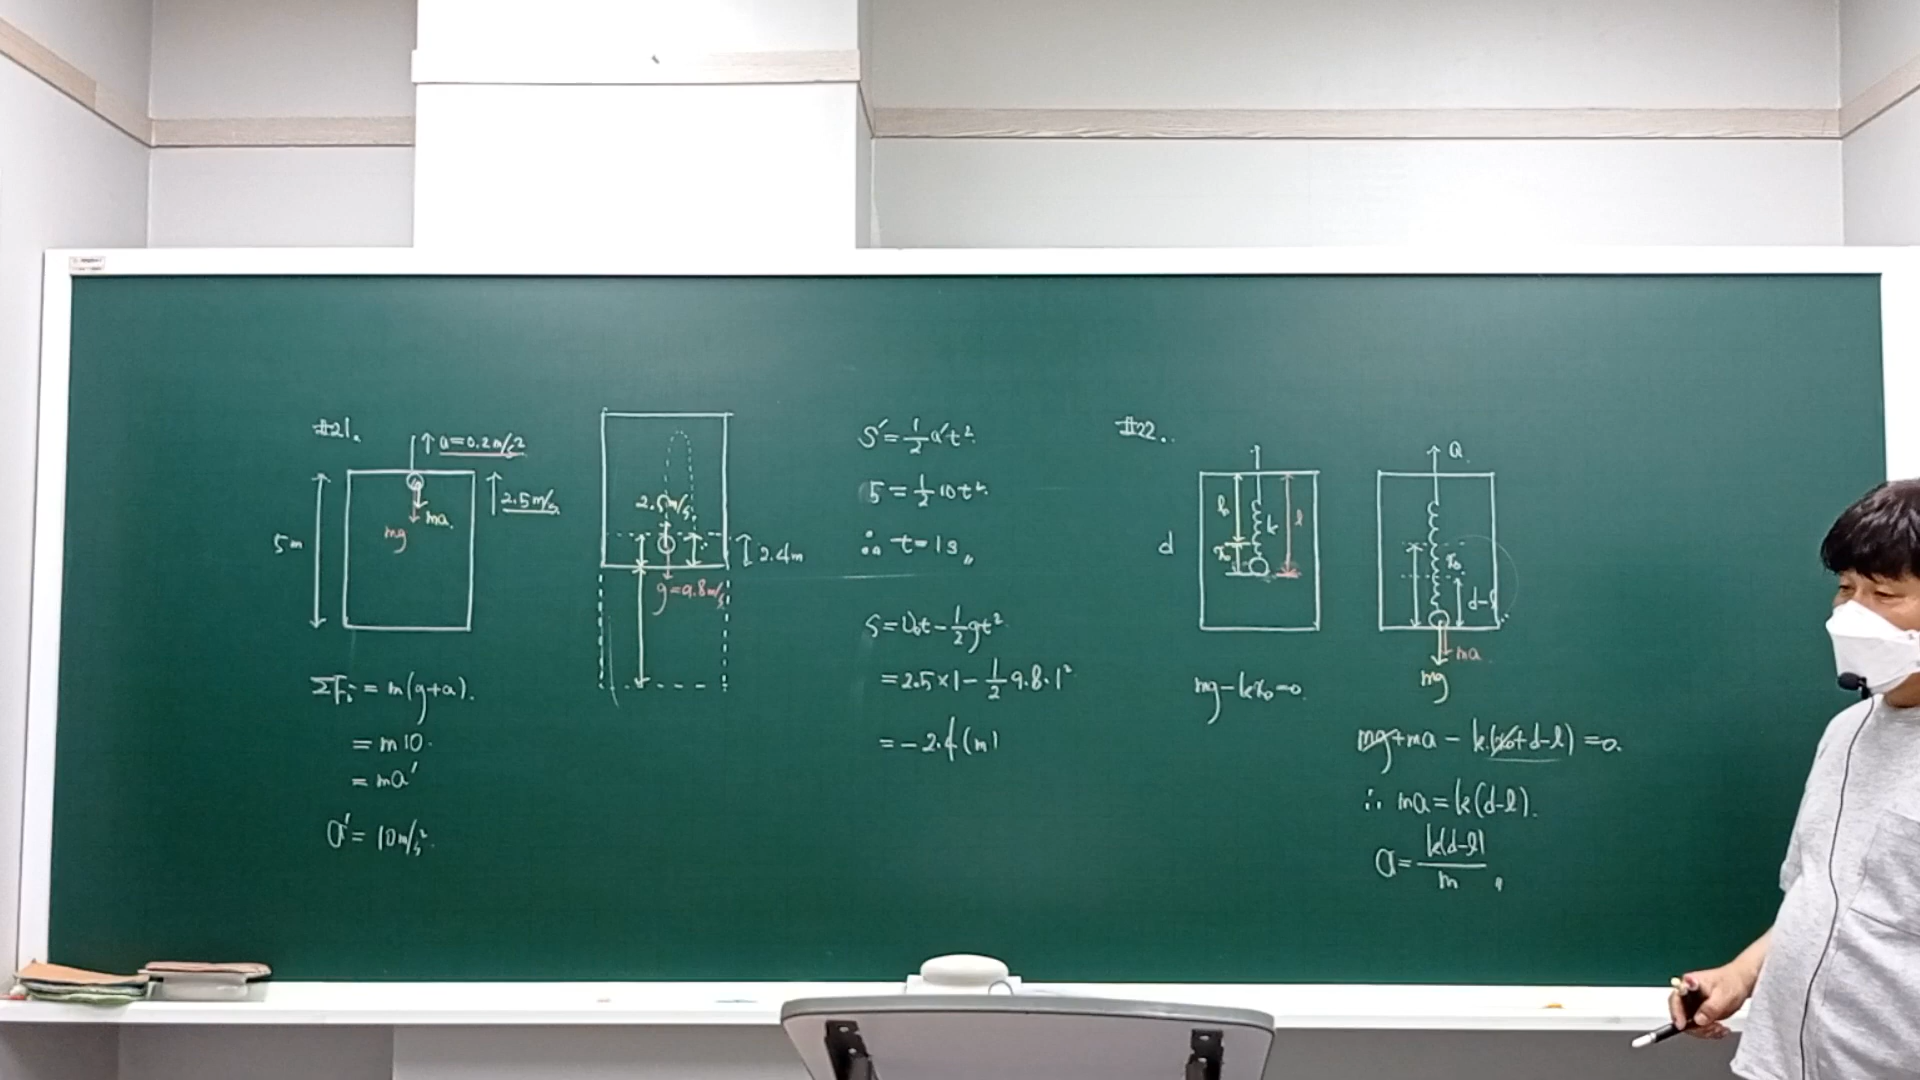 #21.
↑ a=0.2m/s²
↑ 2.5m/s
5m
mg
ma.
ΣFᵢ = m(g+a).
= m10.
= ma′
a′ = 10m/s².
2.5m/s
2.4m
g=9.8m/s²
S′=½a′t².
5=½10t².
∴ t=1s〃
S=V₀t−½gt²
=2.5×1−½9.8·1²
=−2.4(m)
#22.
d
l₀
k
l
x₀
mg−kx₀=0.
a.
x₀
d−l
ma
mg
mg+ma−k(x₀+d−l)=0.
∴ ma=k(d−l).
a=k(d−l)/m〃